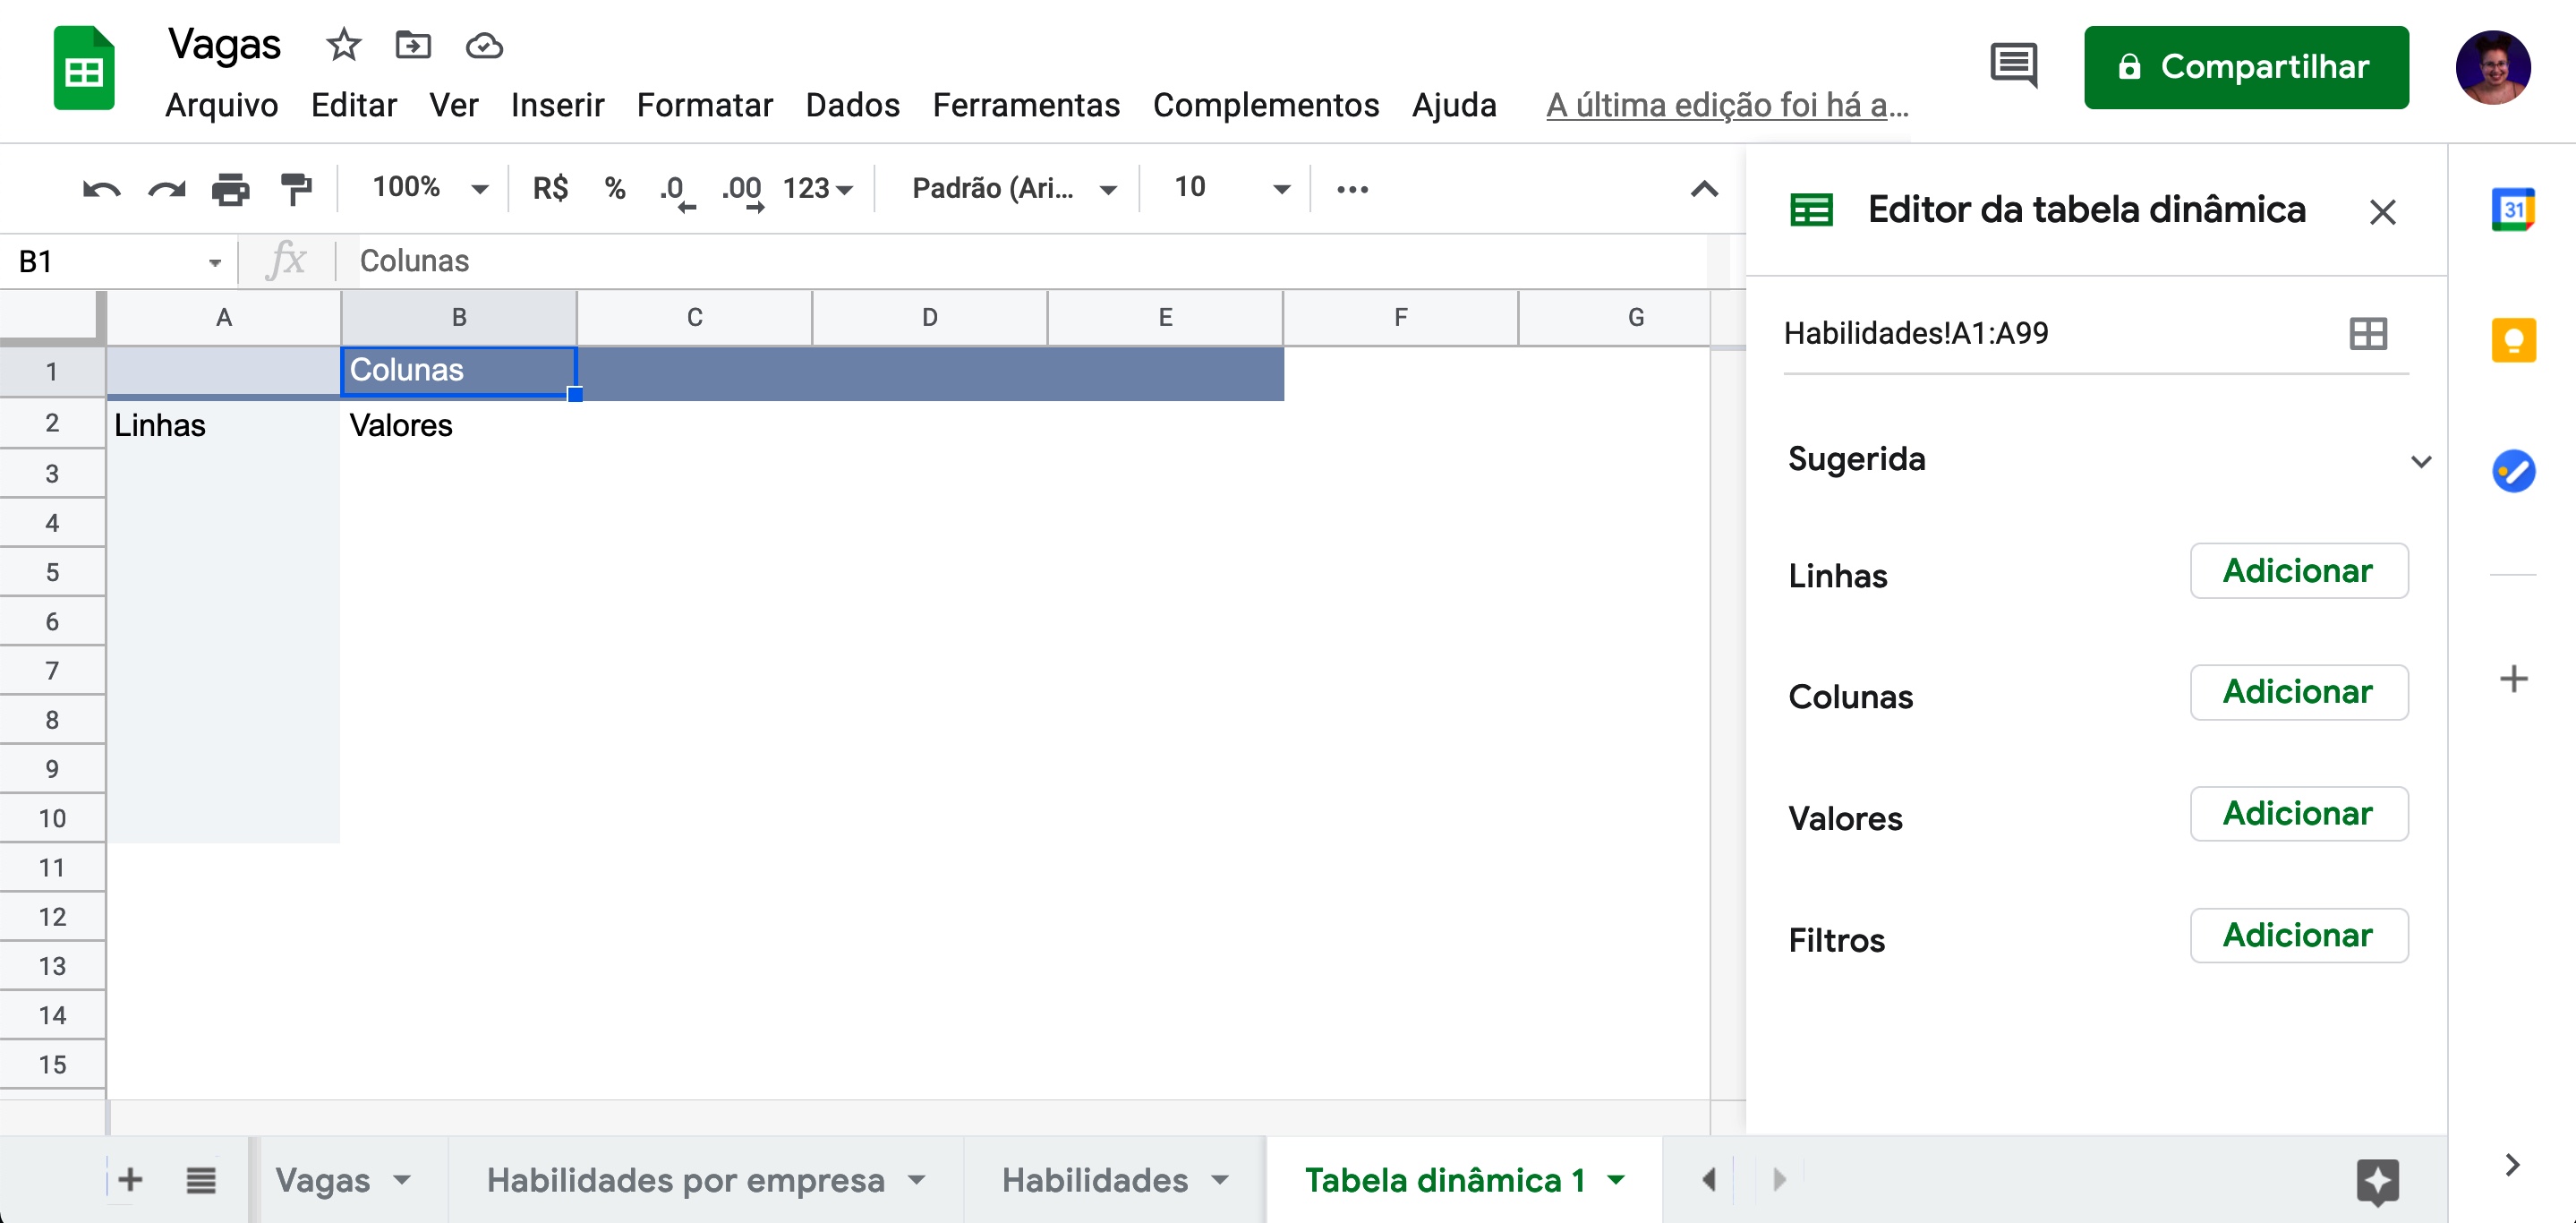 Vagas
Arquivo Editar Ver Inserir Formatar Dados Ferramentas Complementos Ajuda A última edição foi há a...
Compartilhar
100% R$ % .0 .00 123 Padrão (Ari... 10
B1 fx Colunas
A B C D E F G
1 Colunas
2 Linhas Valores
3
4
5
6
7
8
9
10
11
12
13
14
15
Editor da tabela dinâmica
Habilidades!A1:A99
Sugerida
Linhas Adicionar
Colunas Adicionar
Valores Adicionar
Filtros Adicionar
31
Vagas Habilidades por empresa Habilidades Tabela dinâmica 1